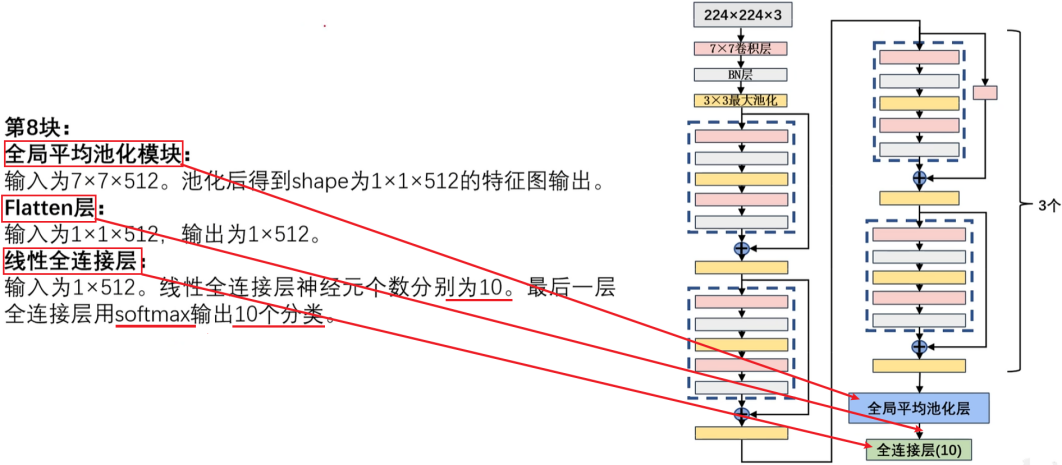 第8块：
全局平均池化模块：
输入为7×7×512。池化后得到shape为1×1×512的特征图输出。
Flatten层：
输入为1×1×512，输出为1×512。
线性全连接层：
输入为1×512。线性全连接层神经元个数分别为10。最后一层
全连接层用softmax输出10个分类。
224×224×3
7×7卷积层
BN层
3×3最大池化
3个
全局平均池化层
全连接层(10)